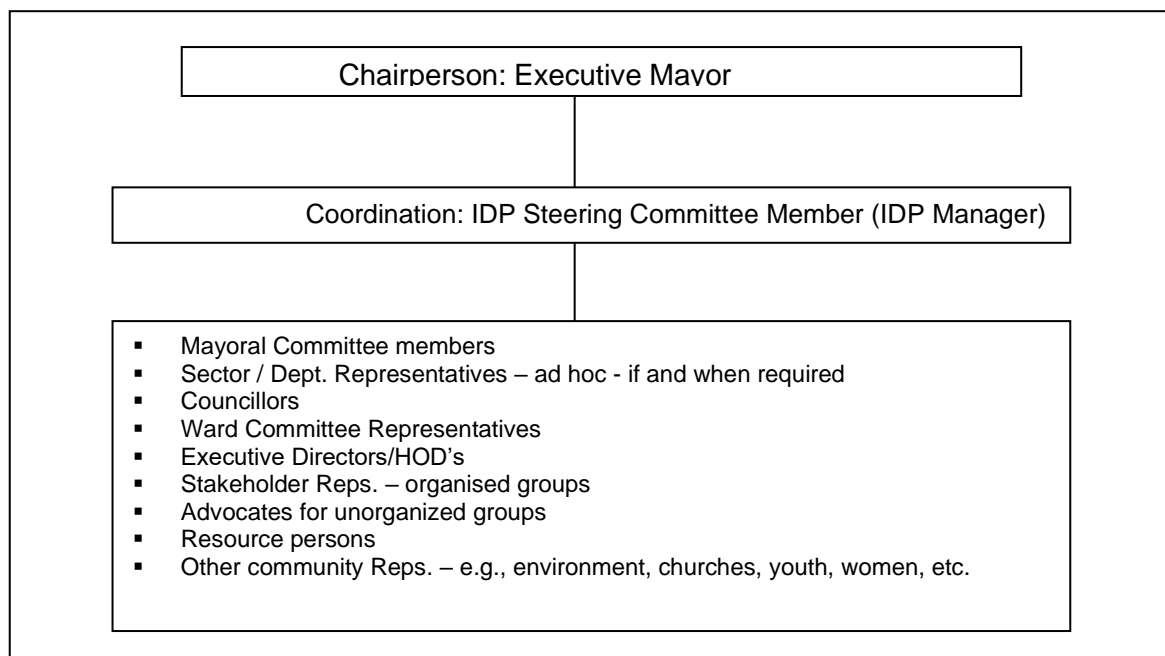 Chairperson: Executive Mayor
Coordination: IDP Steering Committee Member (IDP Manager)
▪ Mayoral Committee members
▪ Sector / Dept. Representatives – ad hoc - if and when required
▪ Councillors
▪ Ward Committee Representatives
▪ Executive Directors/HOD's
▪ Stakeholder Reps. – organised groups
▪ Advocates for unorganized groups
▪ Resource persons
▪ Other community Reps. – e.g., environment, churches, youth, women, etc.